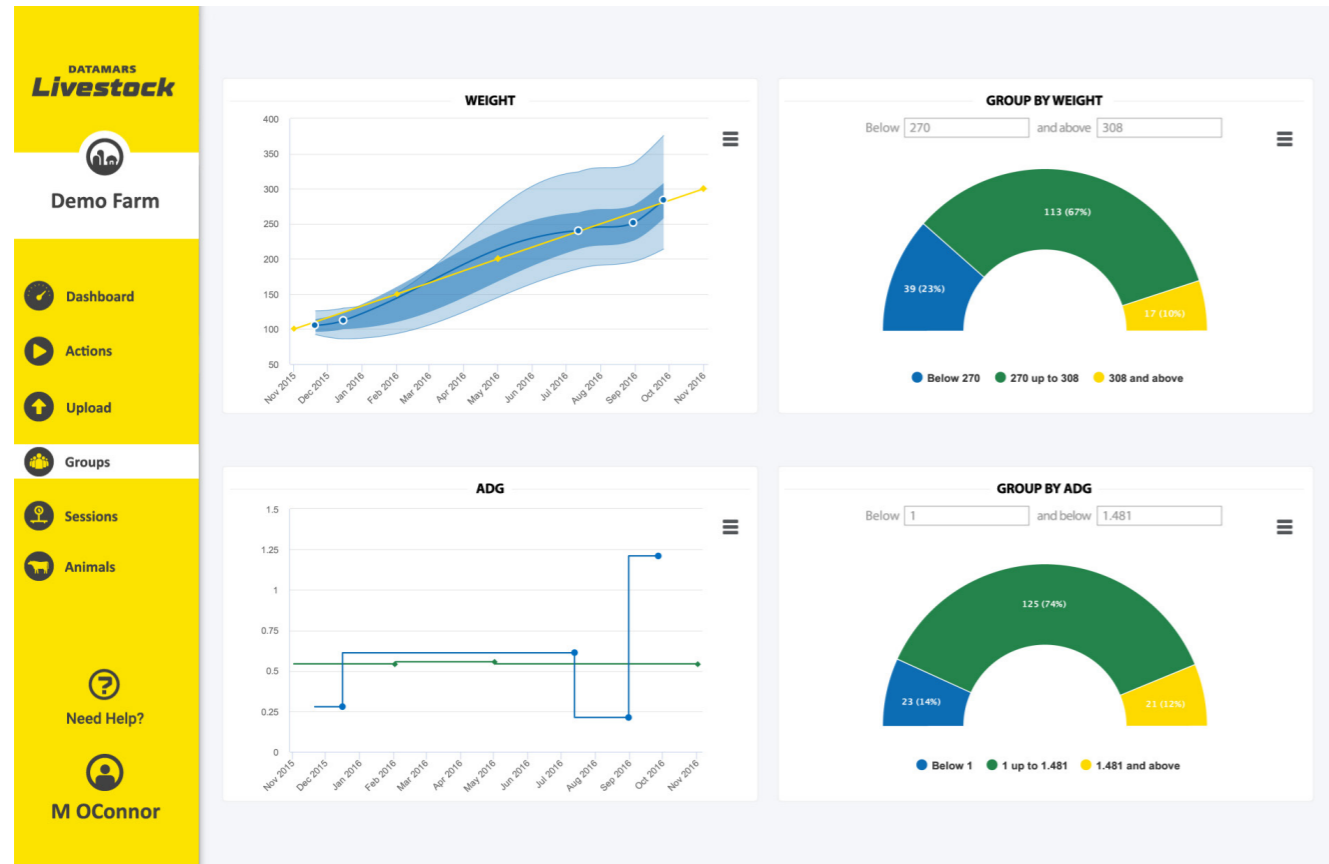 DATAMARS
Livestock
Demo Farm
Dashboard
Actions
Upload
Groups
Sessions
Animals
Need Help?
M OConnor
WEIGHT
400
350
300
250
200
150
100
50
Nov 2015
Dec 2015
Jan 2016
Feb 2016
Mar 2016
Apr 2016
May 2016
Jun 2016
Jul 2016
Aug 2016
Sep 2016
Oct 2016
Nov 2016
GROUP BY WEIGHT
Below 270 and above 308
113 (67%)
39 (23%)
17 (10%)
Below 270 270 up to 308 308 and above
ADG
1.5
1.25
1
0.75
0.5
0.25
0
Nov 2015
Dec 2015
Jan 2016
Feb 2016
Mar 2016
Apr 2016
May 2016
Jun 2016
Jul 2016
Aug 2016
Sep 2016
Oct 2016
Nov 2016
GROUP BY ADG
Below 1 and below 1.481
125 (74%)
23 (14%)
21 (12%)
Below 1 1 up to 1.481 1.481 and above